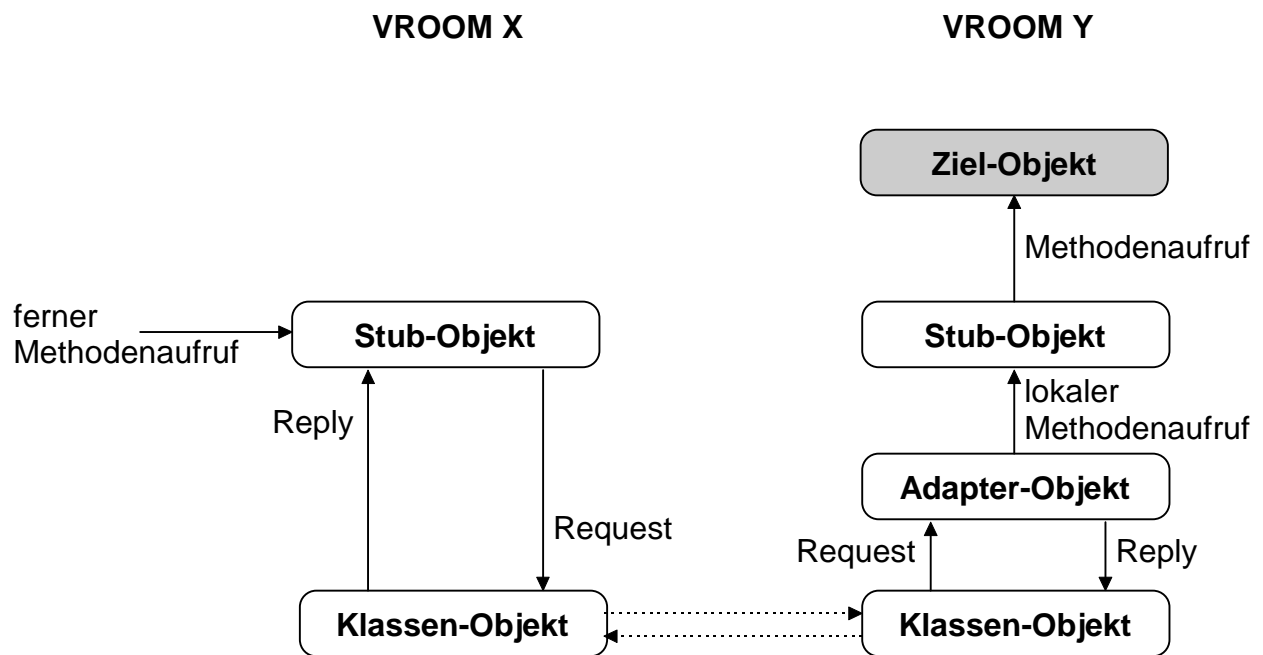 VROOM X
VROOM Y
Ziel-Objekt
Methodenaufruf
ferner
Methodenaufruf
Stub-Objekt
Stub-Objekt
lokaler
Methodenaufruf
Reply
Adapter-Objekt
Request
Request
Reply
Klassen-Objekt
Klassen-Objekt